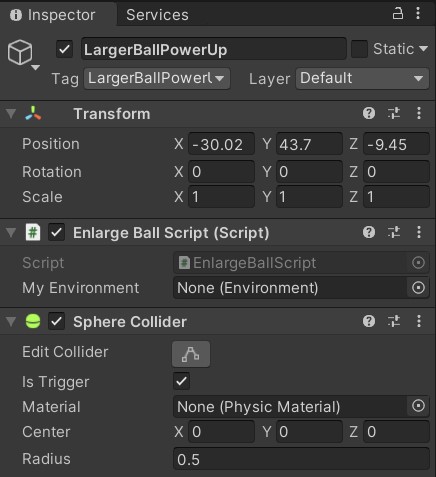 Inspector Services
LargerBallPowerUp Static
Tag LargerBallPowerU Layer Default
Transform
Position X -30.02 Y 43.7 Z -9.45
Rotation X 0 Y 0 Z 0
Scale X 1 Y 1 Z 1
# Enlarge Ball Script (Script)
Script # EnlargeBallScript
My Environment None (Environment)
Sphere Collider
Edit Collider
Is Trigger
Material None (Physic Material)
Center X 0 Y 0 Z 0
Radius 0.5